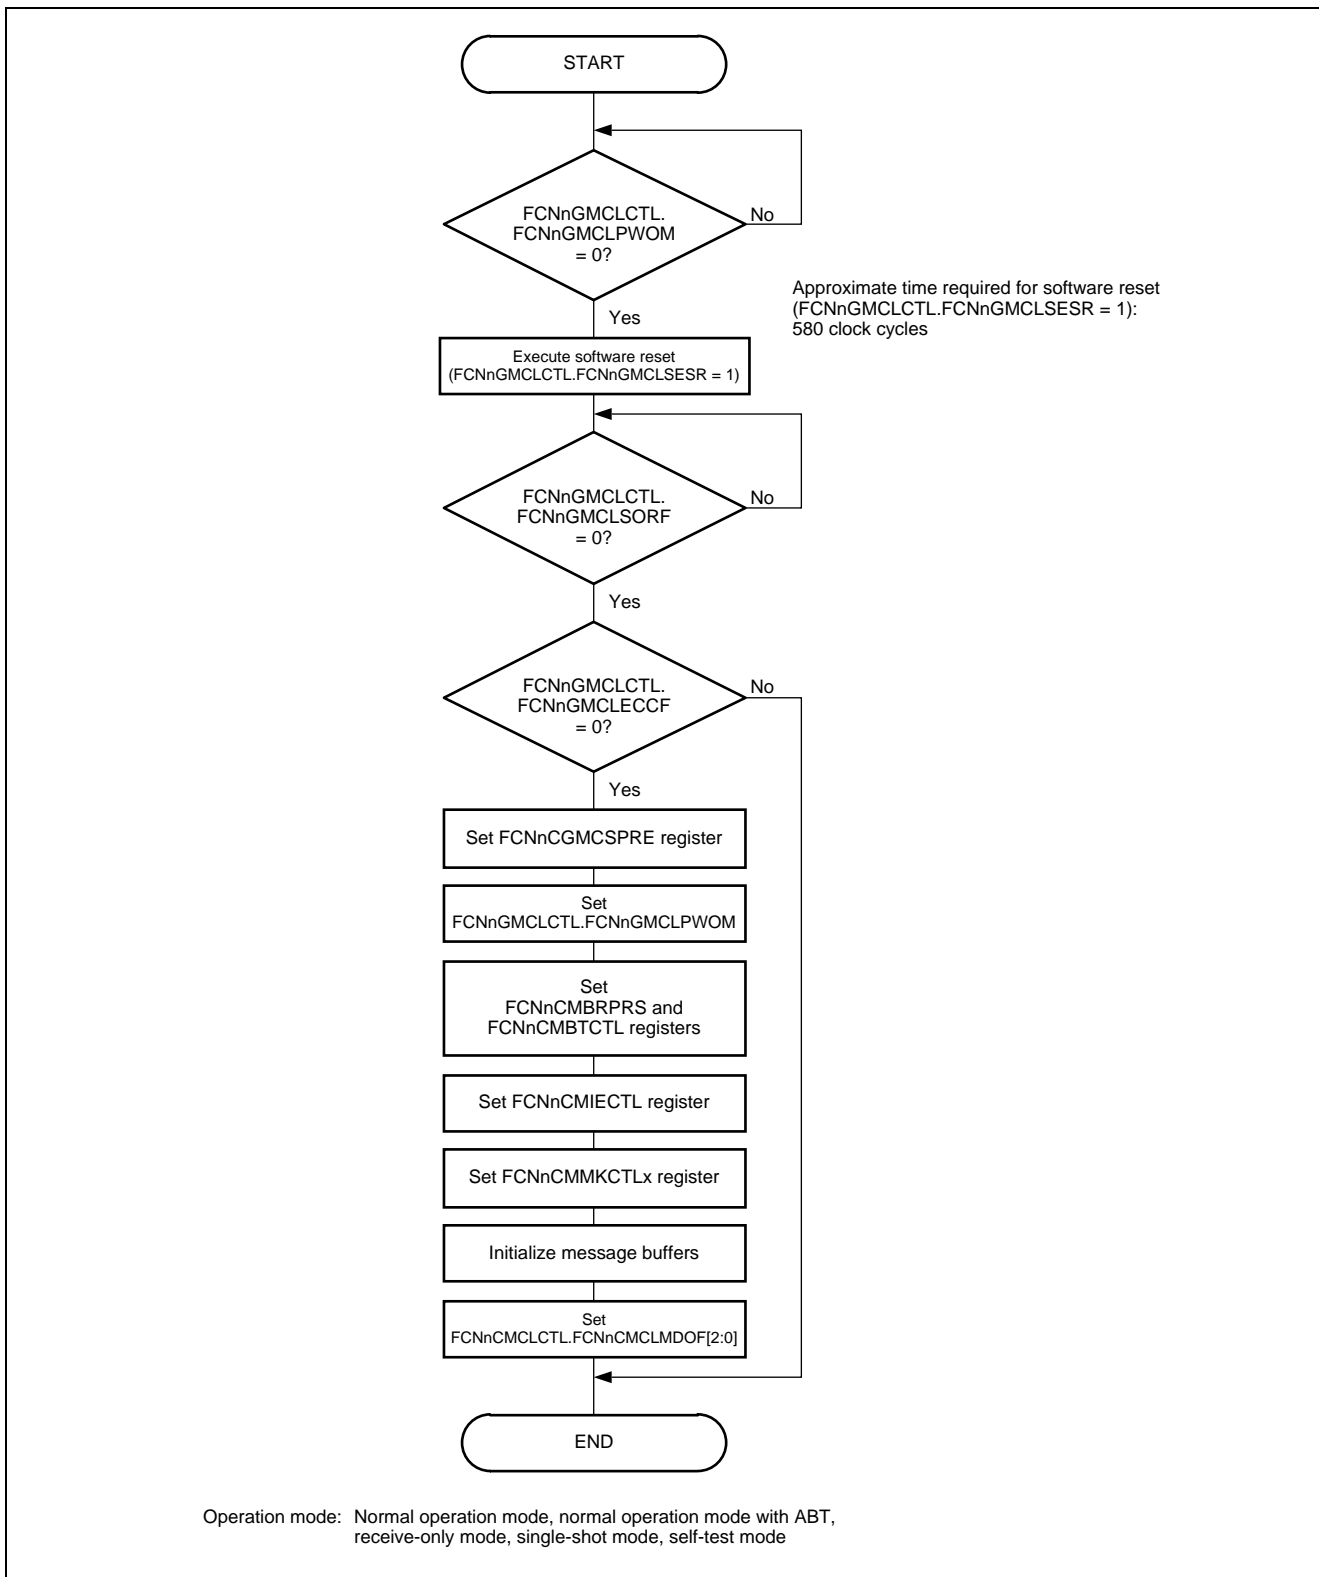 START
FCNnGMCLCTL.
FCNnGMCLPWOM
= 0?
No
Approximate time required for software reset
(FCNnGMCLCTL.FCNnGMCLSESR = 1):
580 clock cycles
Yes
Execute software reset
(FCNnGMCLCTL.FCNnGMCLSESR = 1)
FCNnGMCLCTL.
FCNnGMCLSORF
= 0?
No
Yes
FCNnGMCLCTL.
FCNnGMCLECCF
= 0?
No
Yes
Set FCNnCGMCSPRE register
Set
FCNnGMCLCTL.FCNnGMCLPWOM
Set
FCNnCMBRPRS and
FCNnCMBTCTL registers
Set FCNnCMIECTL register
Set FCNnCMMKCTLx register
Initialize message buffers
Set
FCNnCMCLCTL.FCNnCMCLMDOF[2:0]
END
Operation mode: Normal operation mode, normal operation mode with ABT,
receive-only mode, single-shot mode, self-test mode